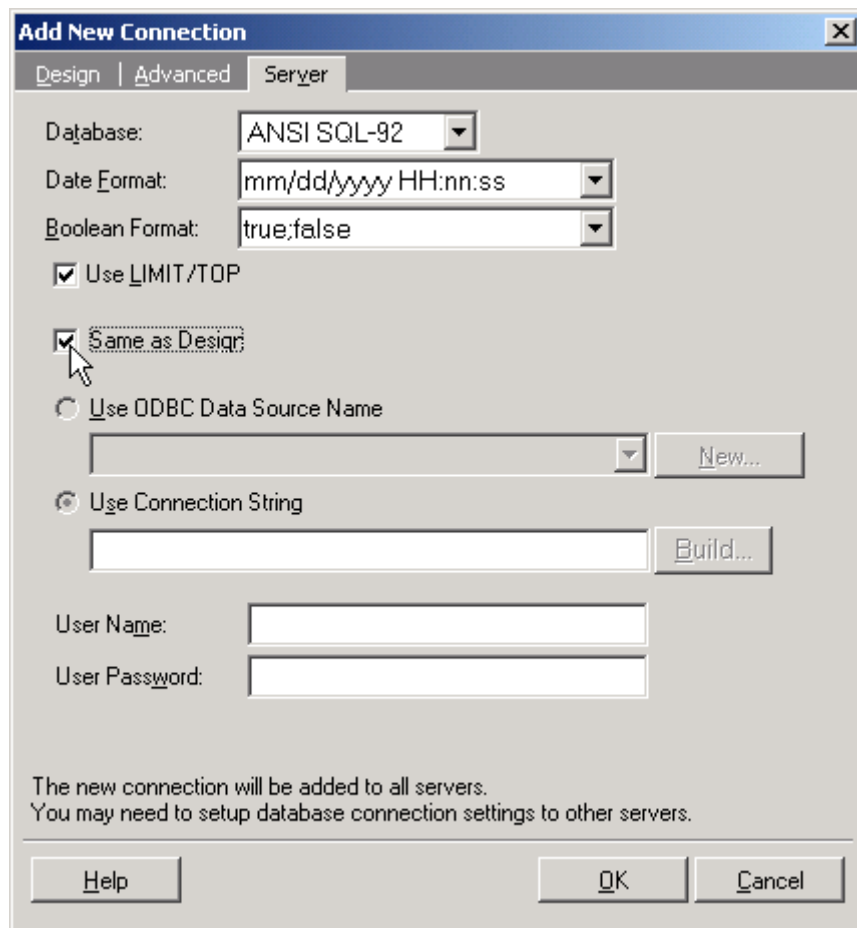 Add New Connection
Design | Advanced Server
Database: ANSI SQL-92
Date Format: mm/dd/yyyy HH:nn:ss
Boolean Format: true;false
Use LIMIT/TOP
Same as Design
Use ODBC Data Source Name
New...
Use Connection String
Build...
User Name:
User Password:
The new connection will be added to all servers.
You may need to setup database connection settings to other servers.
Help OK Cancel